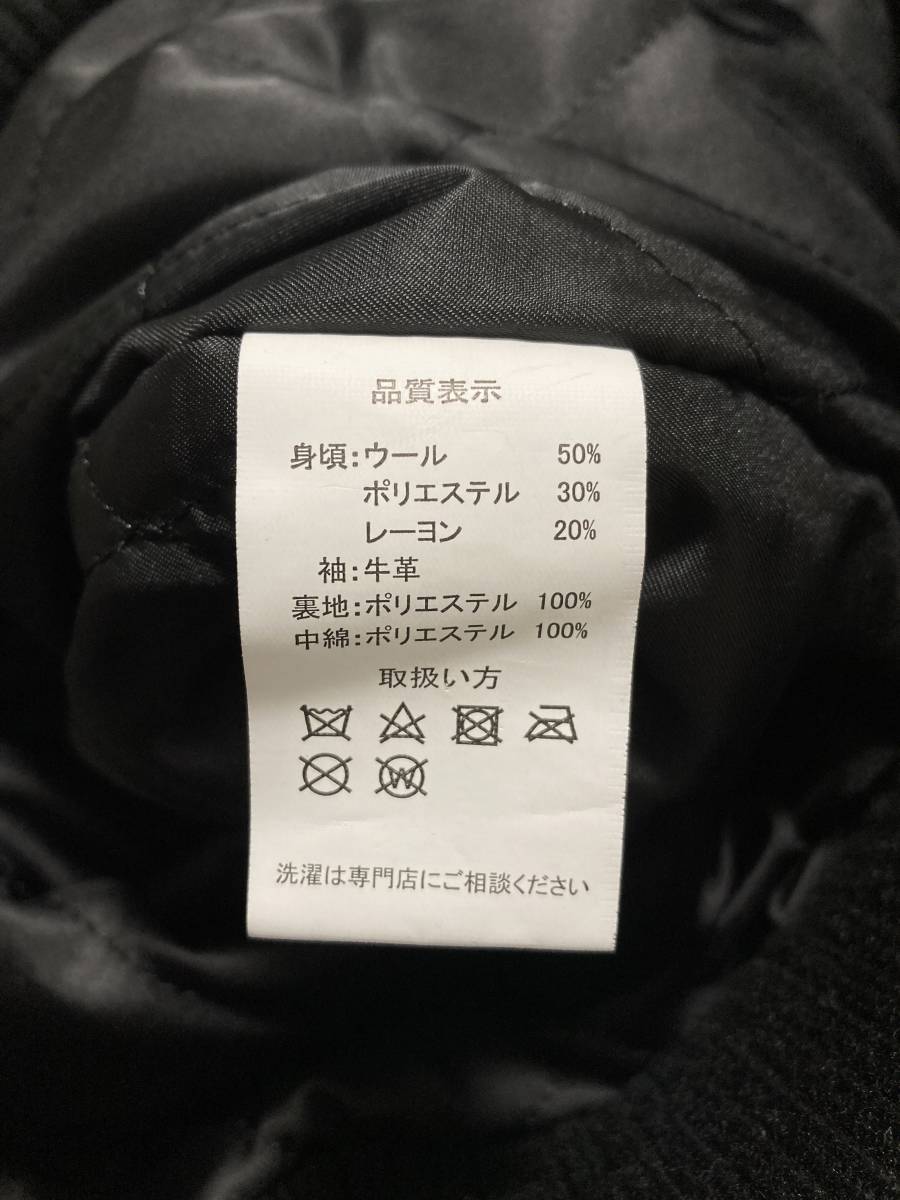 品質表示
身頃:ウール 50%
ポリエステル 30%
レーヨン 20%
袖:牛革
裏地:ポリエステル 100%
中綿:ポリエステル 100%
取扱い方
W
洗濯は専門店にご相談ください